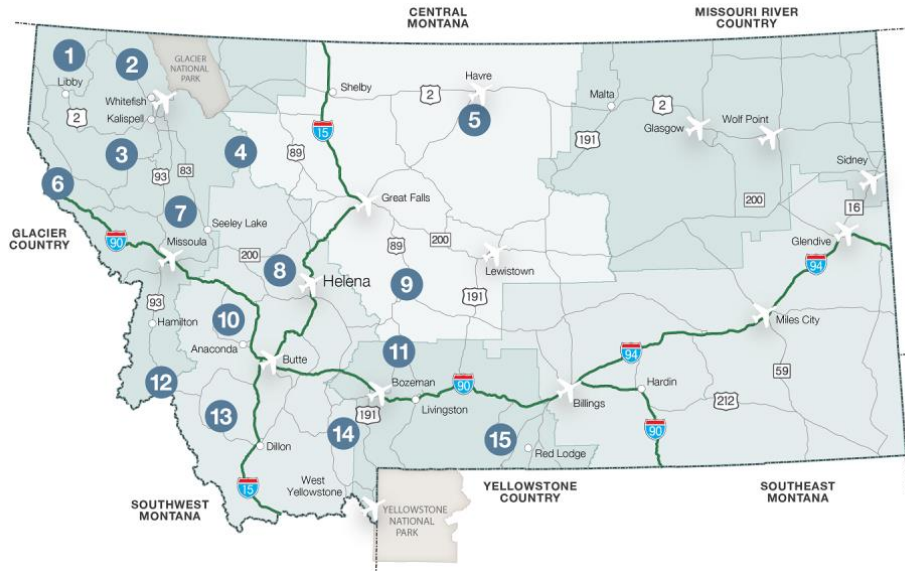 CENTRAL
MONTANA
MISSOURI RIVER
COUNTRY
1
2
GLACIER
NATIONAL
PARK
Libby
Whitefish
Kalispell
2
Shelby
Havre
2
5
Malta
2
Glasgow
Wolf Point
191
Sidney
15
89
3
4
93
83
6
7
Seeley Lake
GLACIER
COUNTRY
90
Missoula
200
Great Falls
89
200
Lewistown
200
16
Glendive
94
8
Helena
9
191
Miles City
93
Hamilton
10
Anaconda
Butte
11
Bozeman
90
Livingston
94
Billings
Hardin
59
212
90
12
13
14
191
15
Red Lodge
Dillon
West
Yellowstone
15
SOUTHWEST
MONTANA
YELLOWSTONE
NATIONAL
PARK
YELLOWSTONE
COUNTRY
SOUTHEAST
MONTANA